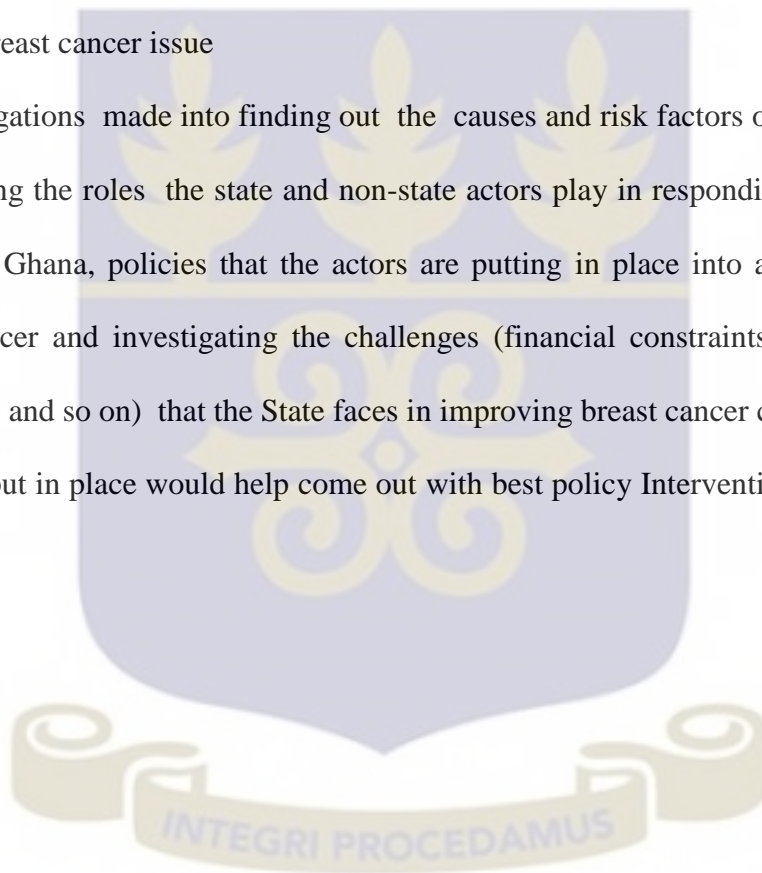 reast cancer issue
gations made into finding out the causes and risk factors o
ng the roles the state and non-state actors play in respondi
Ghana, policies that the actors are putting in place into a
cer and investigating the challenges (financial constraints
and so on) that the State faces in improving breast cancer c
out in place would help come out with best policy Interventi
INTEGRI PROCEDAMUS